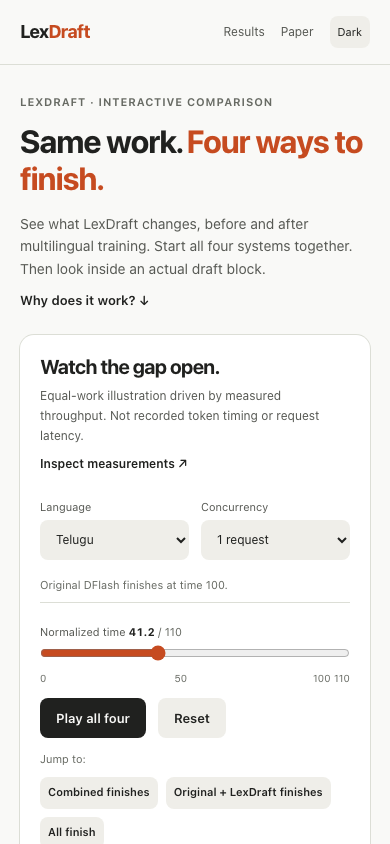 LexDraft
Results Paper Dark
LEXDRAFT · INTERACTIVE COMPARISON
Same work. Four ways to
finish.
See what LexDraft changes, before and after
multilingual training. Start all four systems together.
Then look inside an actual draft block.
Why does it work? ↓
Watch the gap open.
Equal-work illustration driven by measured
throughput. Not recorded token timing or request
latency.
Inspect measurements ↗
Language Concurrency
Telugu 1 request
Original DFlash finishes at time 100.
Normalized time 41.2 / 110
0 50 100 110
Play all four Reset
Jump to:
Combined finishes Original + LexDraft finishes
All finish